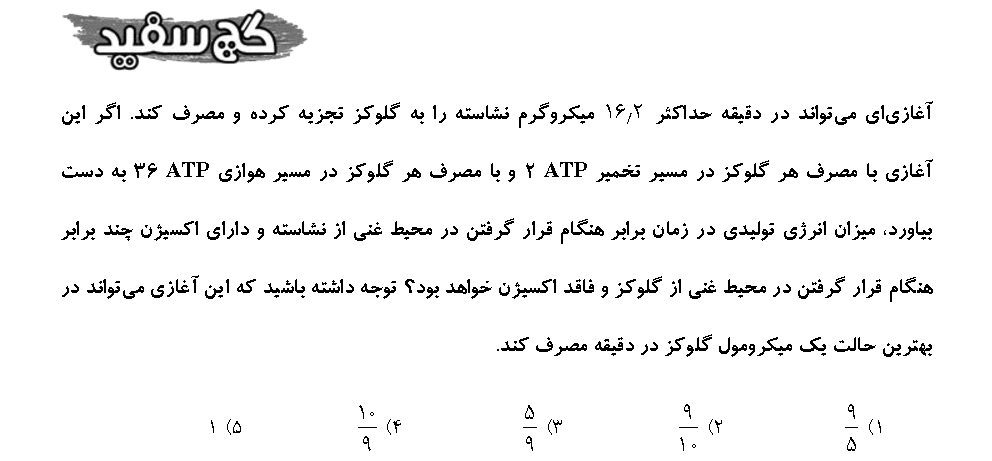 گچ سفید
آغازی‌ای می‌تواند در دقیقه حداکثر ۱۶٫۲ میکروگرم نشاسته را به گلوکز تجزیه کرده و مصرف کند. اگر این
آغازی با مصرف هر گلوکز در مسیر تخمیر ۲ ATP و با مصرف هر گلوکز در مسیر هوازی ۳۶ ATP به دست
بیاورد، میزان انرژی تولیدی در زمان برابر هنگام قرار گرفتن در محیط غنی از نشاسته و دارای اکسیژن چند برابر
هنگام قرار گرفتن در محیط غنی از گلوکز و فاقد اکسیژن خواهد بود؟ توجه داشته باشید که این آغازی می‌تواند در
بهترین حالت یک میکرومول گلوکز در دقیقه مصرف کند.
۱) ۹/۵ ۲) ۹/۱۰ ۳) ۵/۹ ۴) ۱۰/۹ ۵) ۱